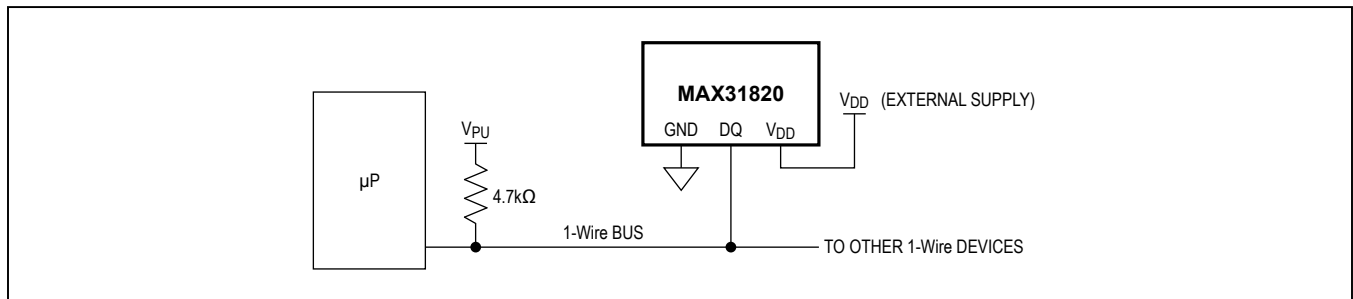 MAX31820
GND DQ VDD
VDD (EXTERNAL SUPPLY)
VPU
µP
4.7kΩ
1-Wire BUS
TO OTHER 1-Wire DEVICES